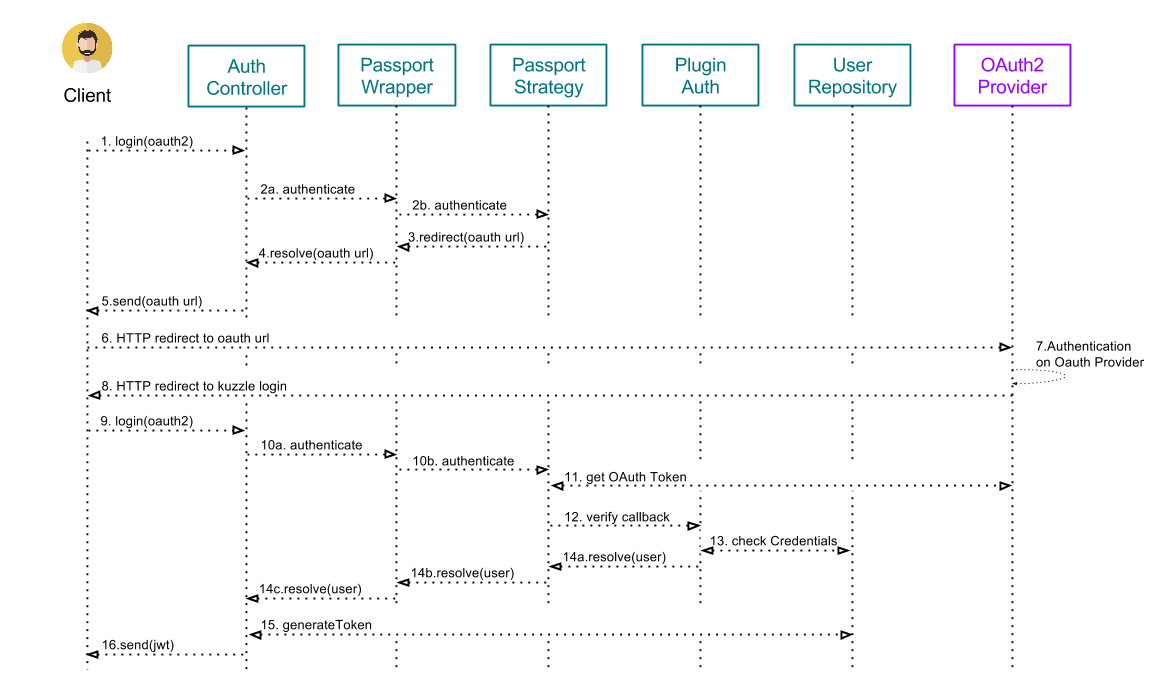 Client
Auth
Controller
Passport
Wrapper
Passport
Strategy
Plugin
Auth
User
Repository
OAuth2
Provider
1. login(oauth2)
2a. authenticate
2b. authenticate
3.redirect(oauth url)
4.resolve(oauth url)
5.send(oauth url)
6. HTTP redirect to oauth url
7.Authentication
on Oauth Provider
8. HTTP redirect to kuzzle login
9. login(oauth2)
10a. authenticate
10b. authenticate
11. get OAuth Token
12. verify callback
13. check Credentials
14a.resolve(user)
14b.resolve(user)
14c.resolve(user)
15. generateToken
16.send(jwt)